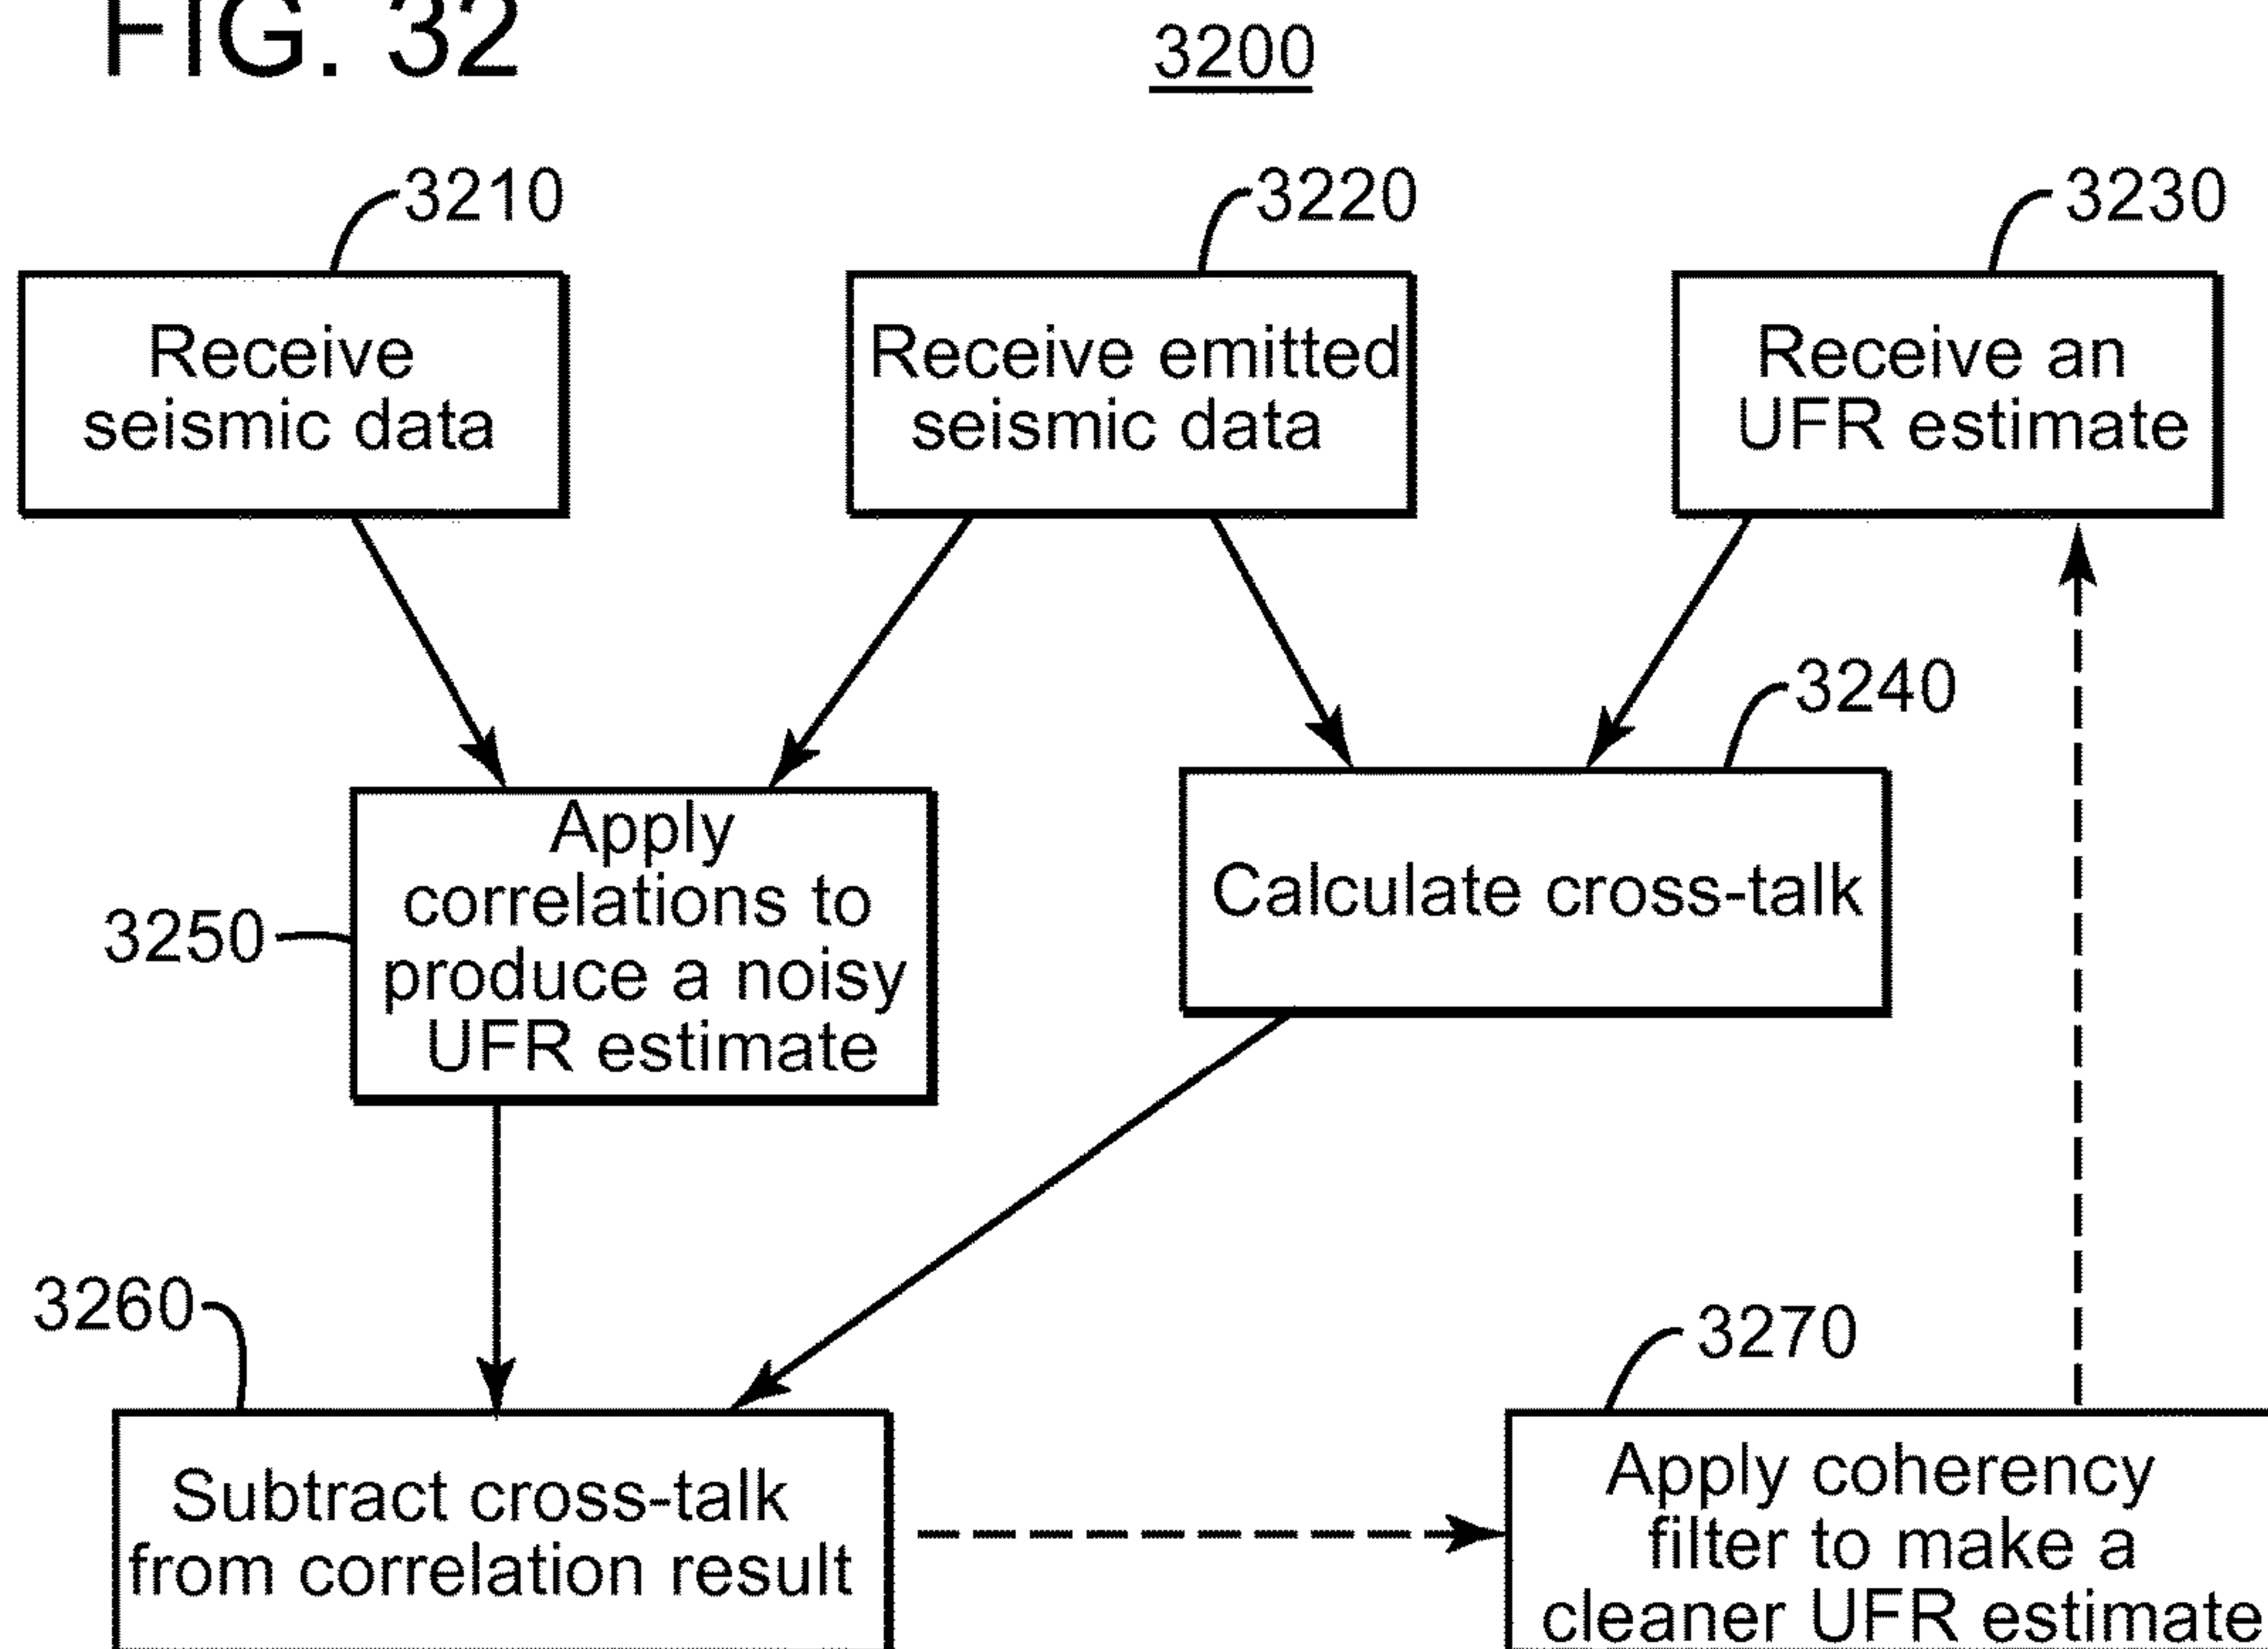 FIG. 32
3200
3210
3220
3230
Receive
seismic data
Receive emitted
seismic data
Receive an
UFR estimate
3240
Apply
correlations to
produce a noisy
UFR estimate
3250
Calculate cross-talk
3260
3270
Subtract cross-talk
from correlation result
Apply coherency
filter to make a
cleaner UFR estimate